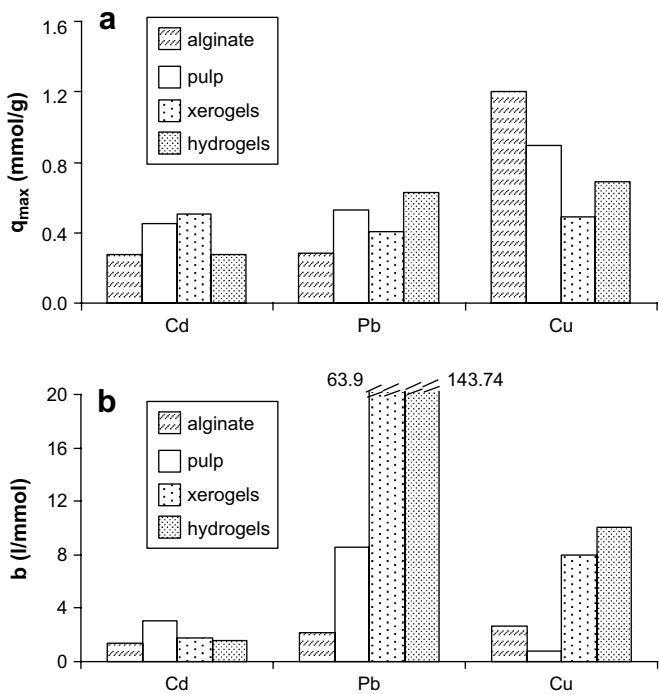 a
1.6
1.2
0.8
0.4
0.0
q_max (mmol/g)
alginate
pulp
xerogels
hydrogels
Cd Pb Cu
b
63.9 143.74
20
16
12
8
4
0
b (l/mmol)
alginate
pulp
xerogels
hydrogels
Cd Pb Cu